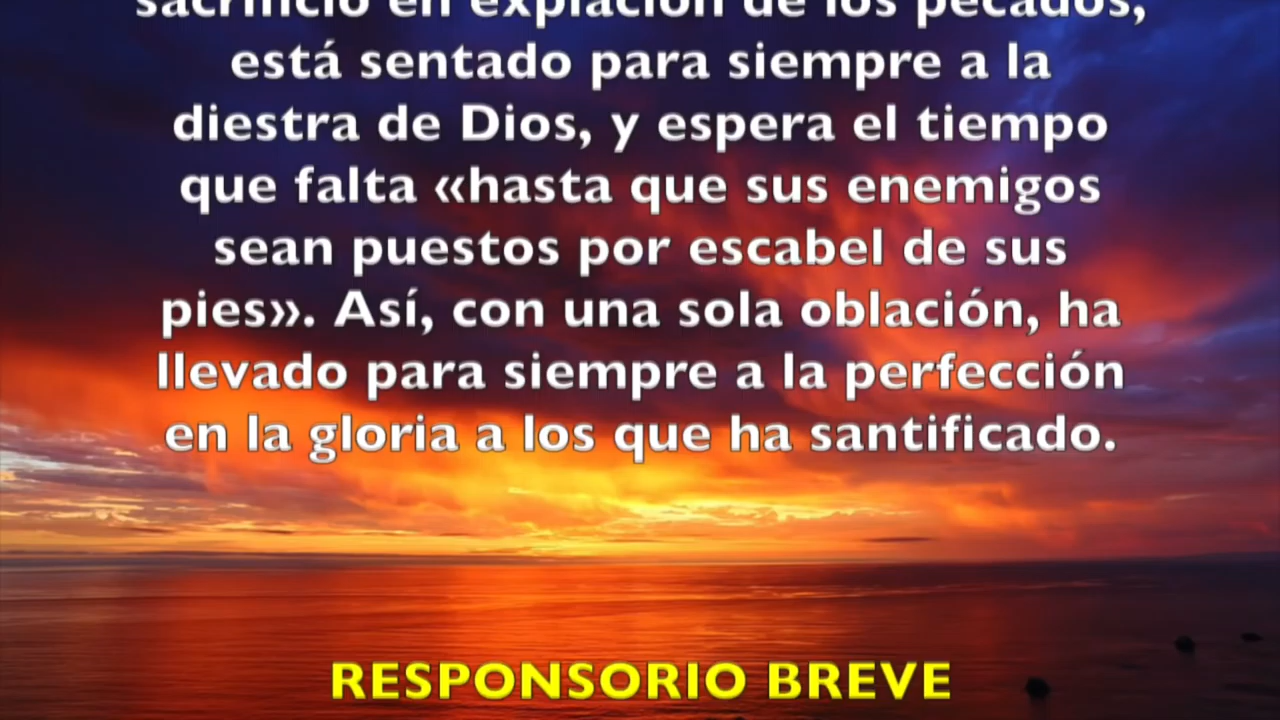 sacrificio en expiación de los pecados,
está sentado para siempre a la
diestra de Dios, y espera el tiempo
que falta «hasta que sus enemigos
sean puestos por escabel de sus
pies». Así, con una sola oblación, ha
llevado para siempre a la perfección
en la gloria a los que ha santificado.
RESPONSORIO BREVE